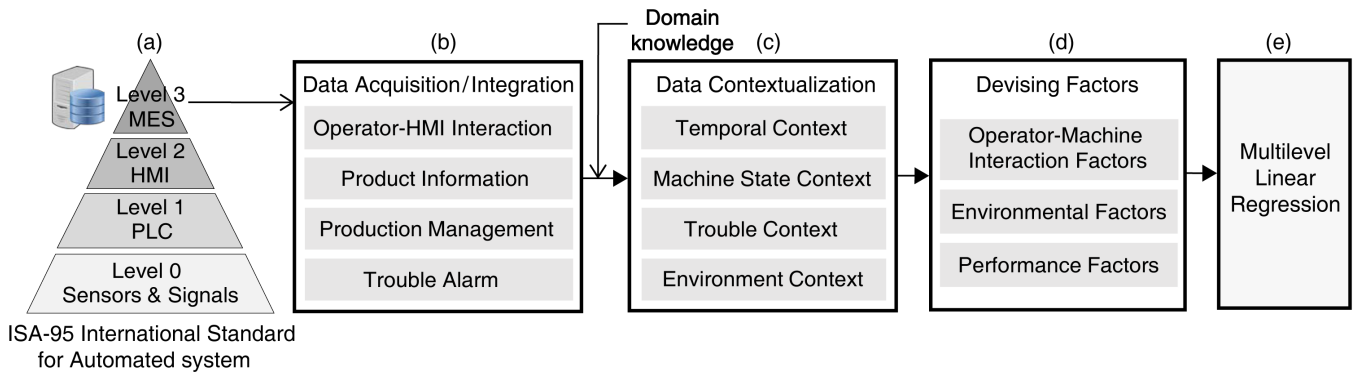 (a)
Level 3
MES
Level 2
HMI
Level 1
PLC
Level 0
Sensors & Signals
ISA-95 International Standard
for Automated system
(b)
Data Acquisition/Integration
Operator-HMI Interaction
Product Information
Production Management
Trouble Alarm
Domain
knowledge
(c)
Data Contextualization
Temporal Context
Machine State Context
Trouble Context
Environment Context
(d)
Devising Factors
Operator-Machine
Interaction Factors
Environmental Factors
Performance Factors
(e)
Multilevel
Linear
Regression